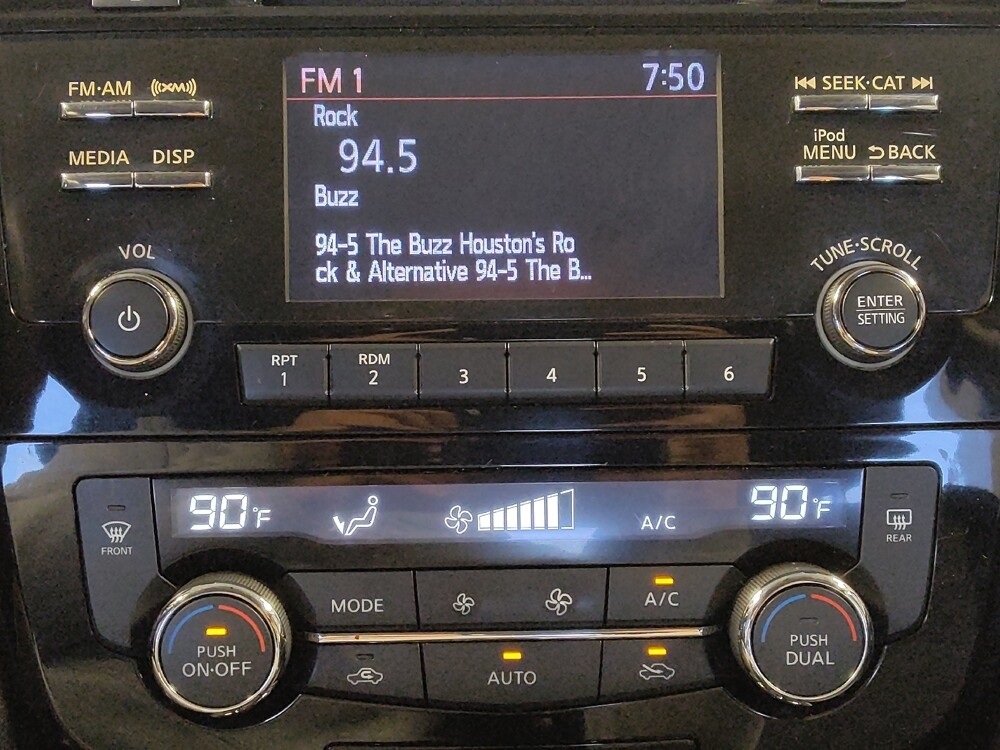 FM·AM ((XM))
FM 1 7:50
SEEK·CAT
Rock
94.5
Buzz
94-5 The Buzz Houston's Ro
ck & Alternative 94-5 The B...
MEDIA DISP
iPod
MENU BACK
VOL
TUNE·SCROLL
ENTER
SETTING
RPT
1
RDM
2
3
4
5
6
90°F
A/C
90°F
FRONT
REAR
MODE
A/C
PUSH
ON·OFF
AUTO
PUSH
DUAL